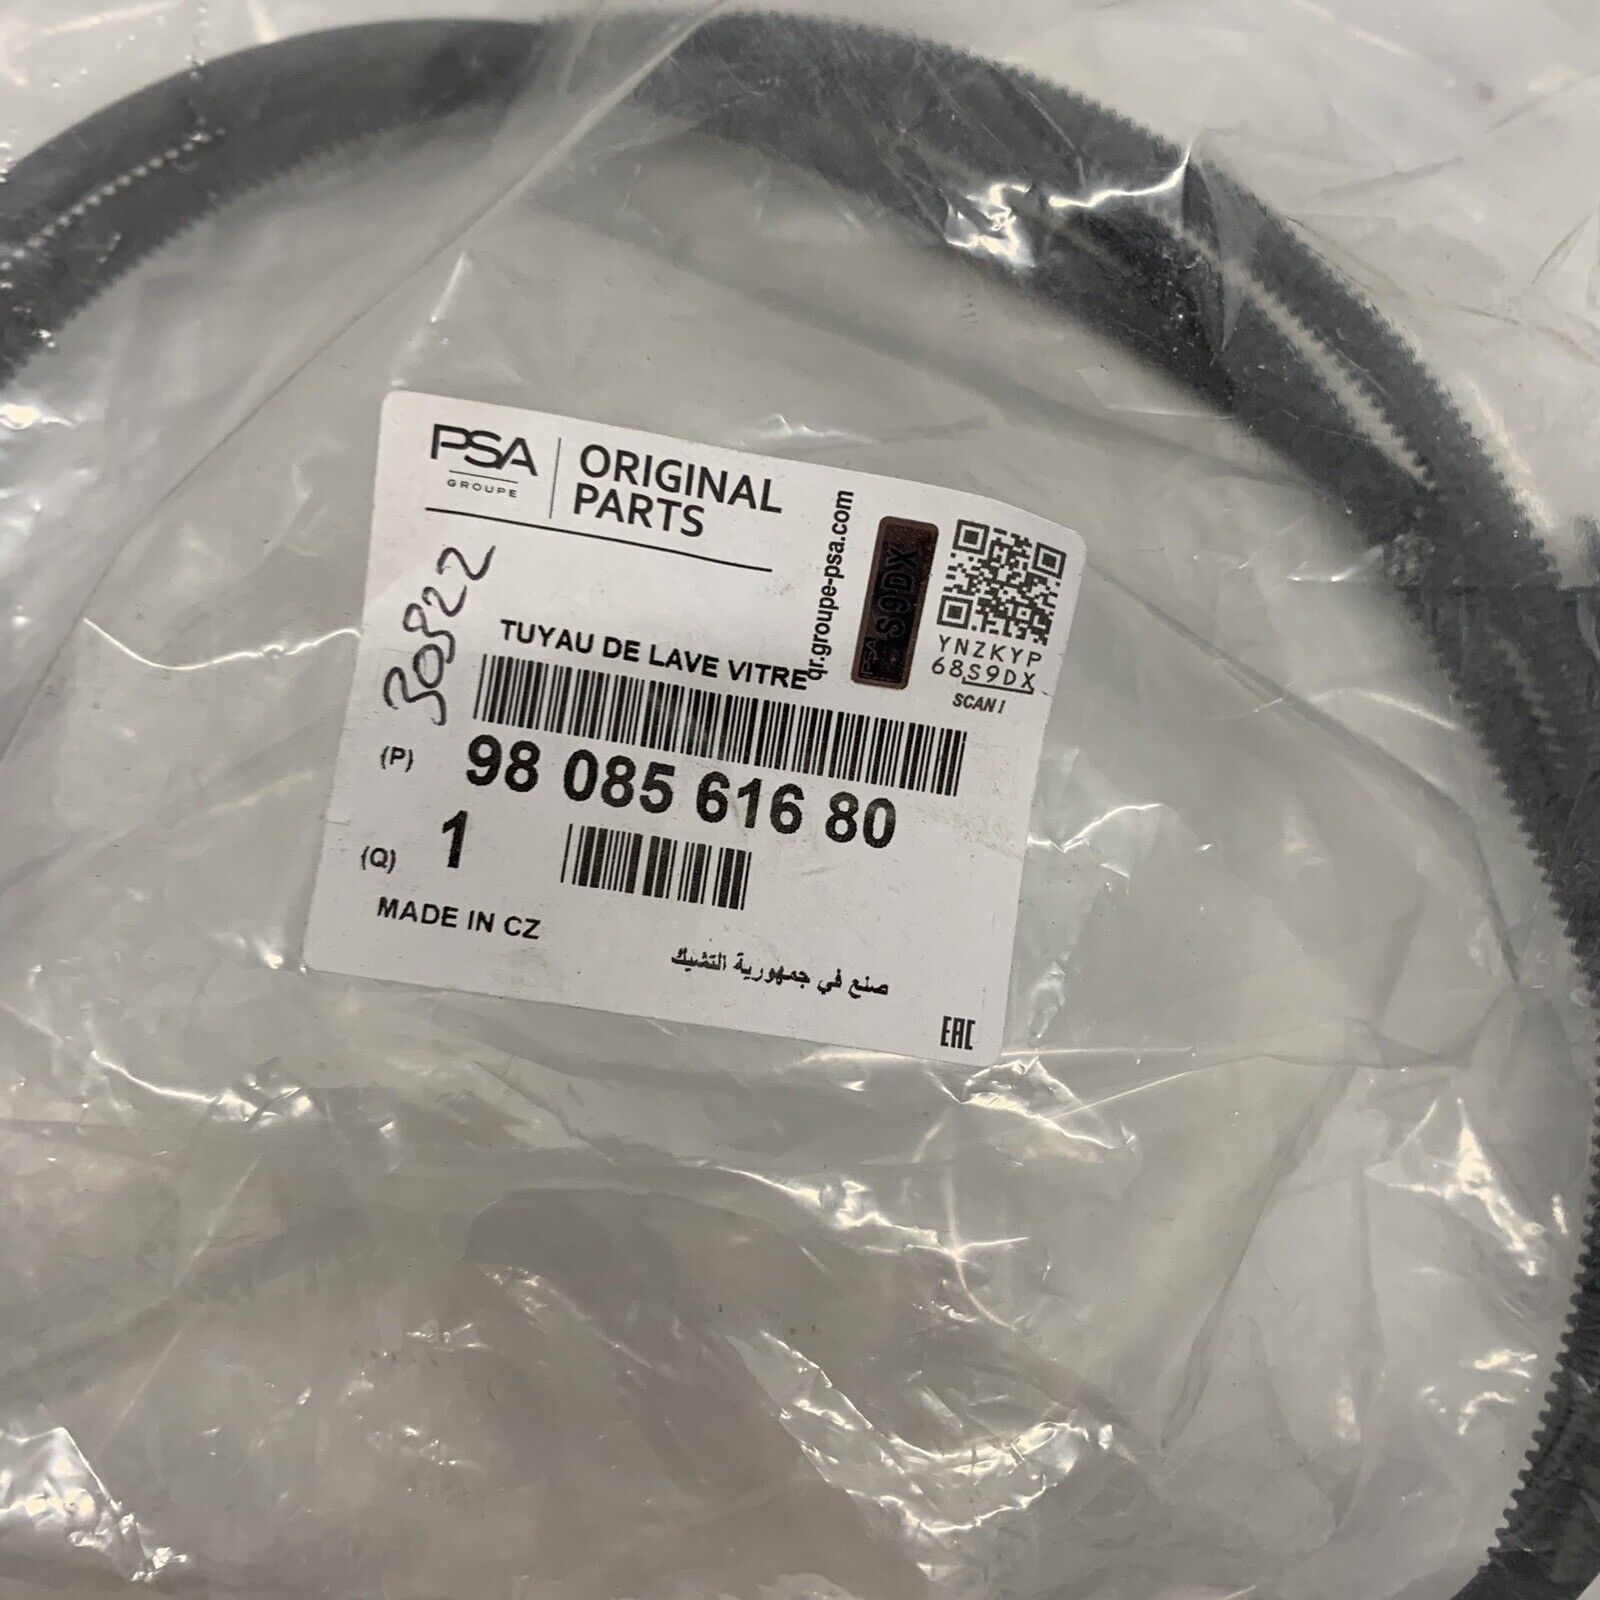 PSA
GROUPE
ORIGINAL
PARTS
qr.groupe-psa.com
PSA S9DX
YNZKYP
68S9DX
SCAN !
30822
TUYAU DE LAVE VITRE
(P) 98 085 616 80
(Q) 1
MADE IN CZ
صنع في جمهورية التشيك
EAC